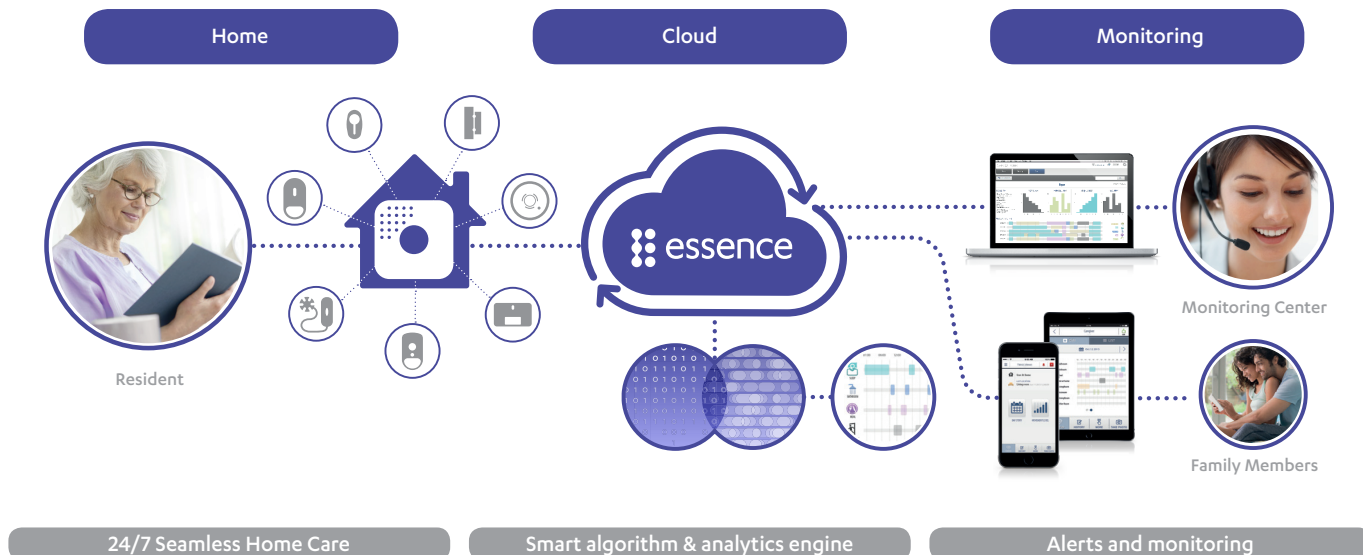 Home
Cloud
Monitoring
essence
Resident
Monitoring Center
Family Members
24/7 Seamless Home Care
Smart algorithm & analytics engine
Alerts and monitoring